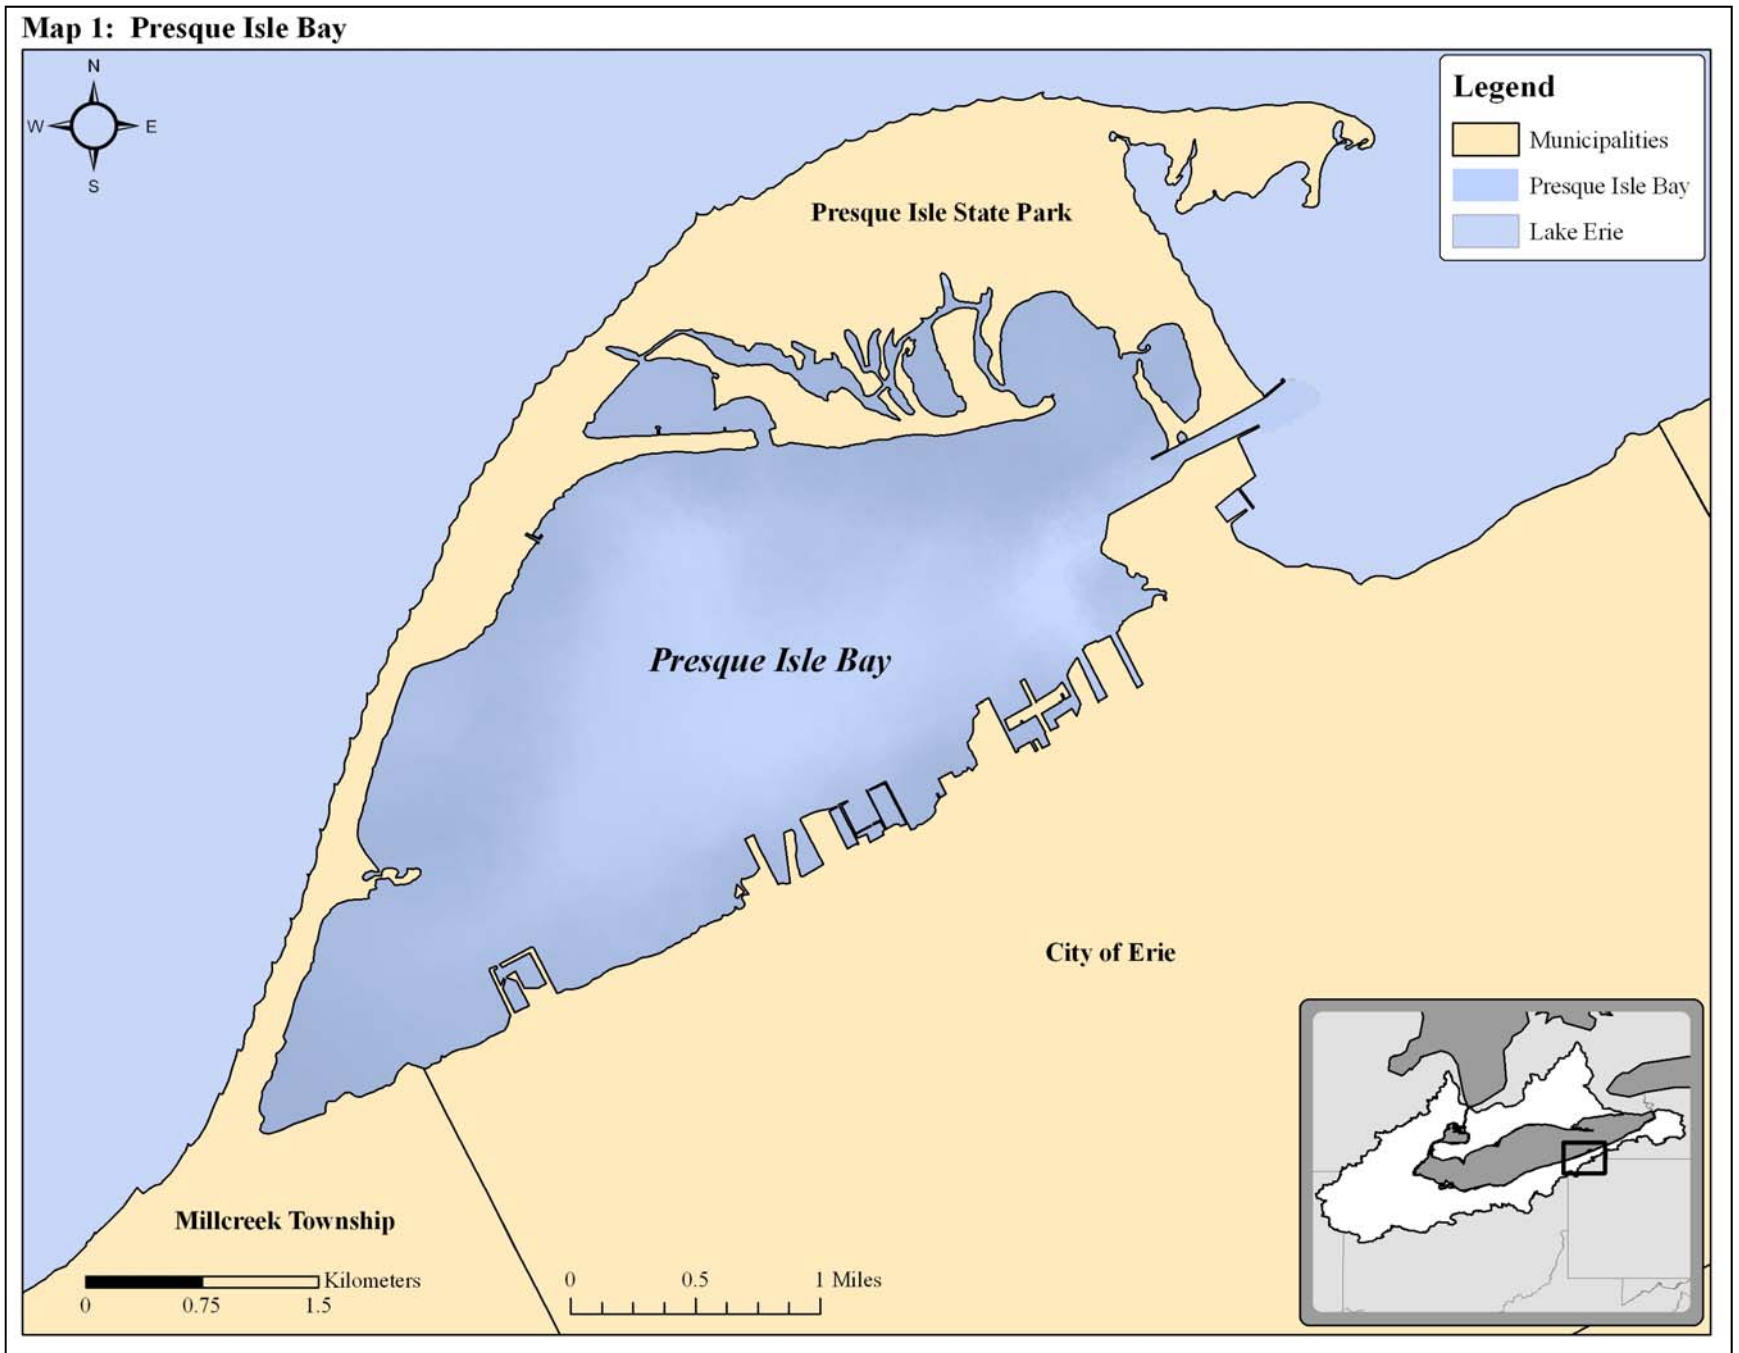 Map 1: Presque Isle Bay
N
W E
S
Legend
Municipalities
Presque Isle Bay
Lake Erie
Presque Isle State Park
Presque Isle Bay
City of Erie
Millcreek Township
Kilometers
0 0.75 1.5
0 0.5 1 Miles